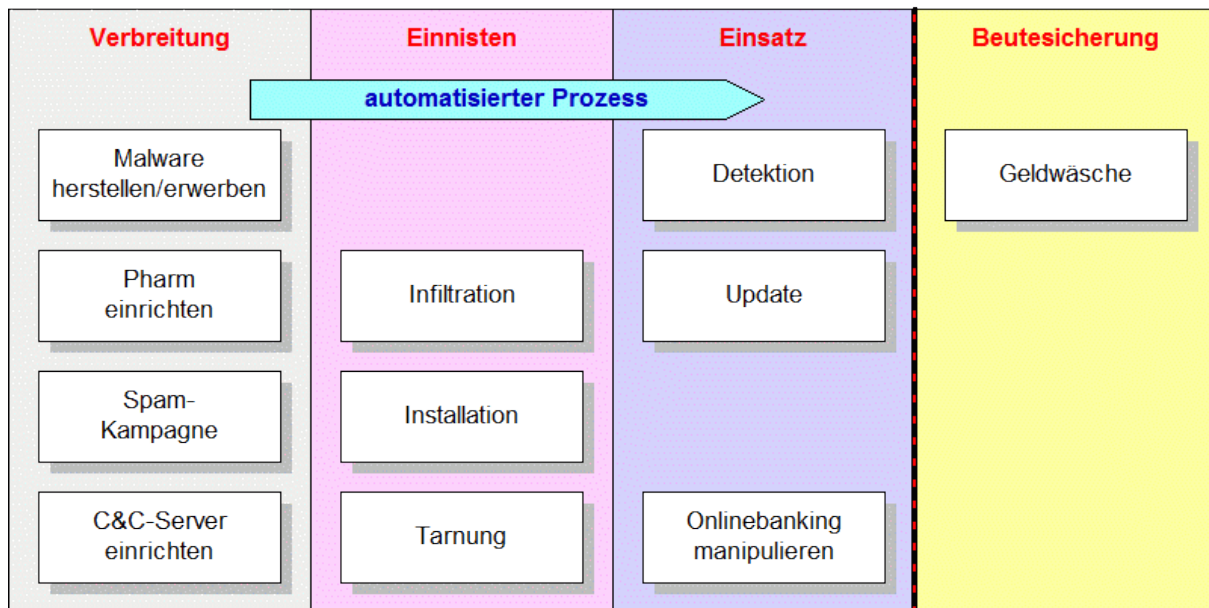 Verbreitung
Einnisten
Einsatz
Beutesicherung
automatisierter Prozess
Malware
herstellen/erwerben
Detektion
Geldwäsche
Pharm
einrichten
Infiltration
Update
Spam-
Kampagne
Installation
C&C-Server
einrichten
Tarnung
Onlinebanking
manipulieren